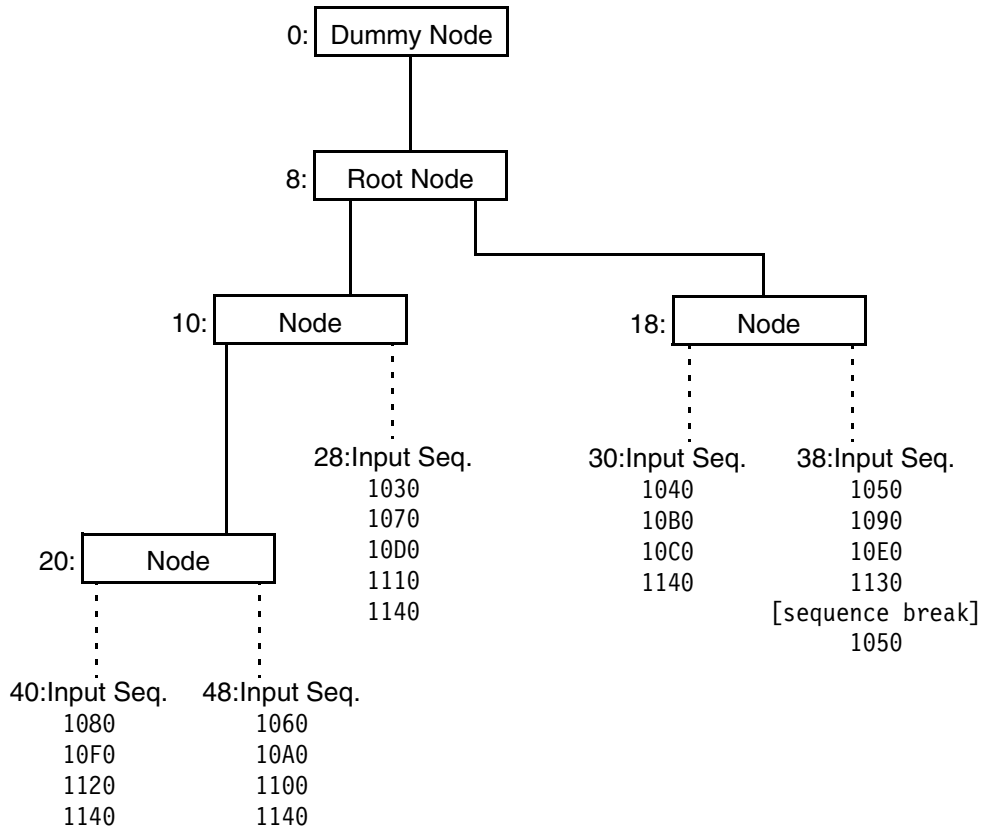 0: Dummy Node
8: Root Node
10: Node
18: Node
28:Input Seq.
1030
1070
10D0
1110
1140
30:Input Seq.
1040
10B0
10C0
1140
38:Input Seq.
1050
1090
10E0
1130
[sequence break]
1050
20: Node
40:Input Seq.
1080
10F0
1120
1140
48:Input Seq.
1060
10A0
1100
1140